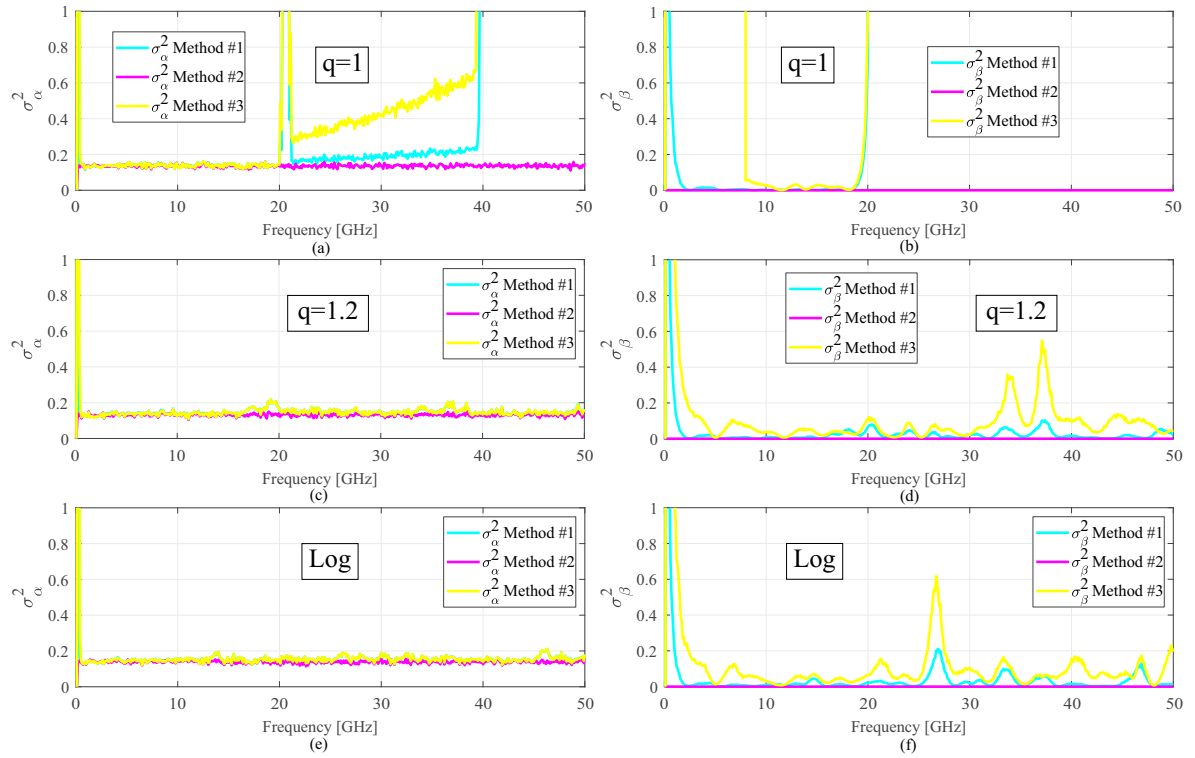 1
0.8
0.6
0.4
0.2
0
σ²α
σ²α Method #1
σ²α Method #2
σ²α Method #3
q=1
0 10 20 30 40 50
Frequency [GHz]
(a)
1
0.8
0.6
0.4
0.2
0
σ²β
q=1
σ²β Method #1
σ²β Method #2
σ²β Method #3
0 10 20 30 40 50
Frequency [GHz]
(b)
1
0.8
0.6
0.4
0.2
0
σ²α
q=1.2
σ²α Method #1
σ²α Method #2
σ²α Method #3
0 10 20 30 40 50
Frequency [GHz]
(c)
1
0.8
0.6
0.4
0.2
0
σ²β
σ²β Method #1
σ²β Method #2
σ²β Method #3
q=1.2
0 10 20 30 40 50
Frequency [GHz]
(d)
1
0.8
0.6
0.4
0.2
0
σ²α
Log
σ²α Method #1
σ²α Method #2
σ²α Method #3
0 10 20 30 40 50
Frequency [GHz]
(e)
1
0.8
0.6
0.4
0.2
0
σ²β
Log
σ²β Method #1
σ²β Method #2
σ²β Method #3
0 10 20 30 40 50
Frequency [GHz]
(f)